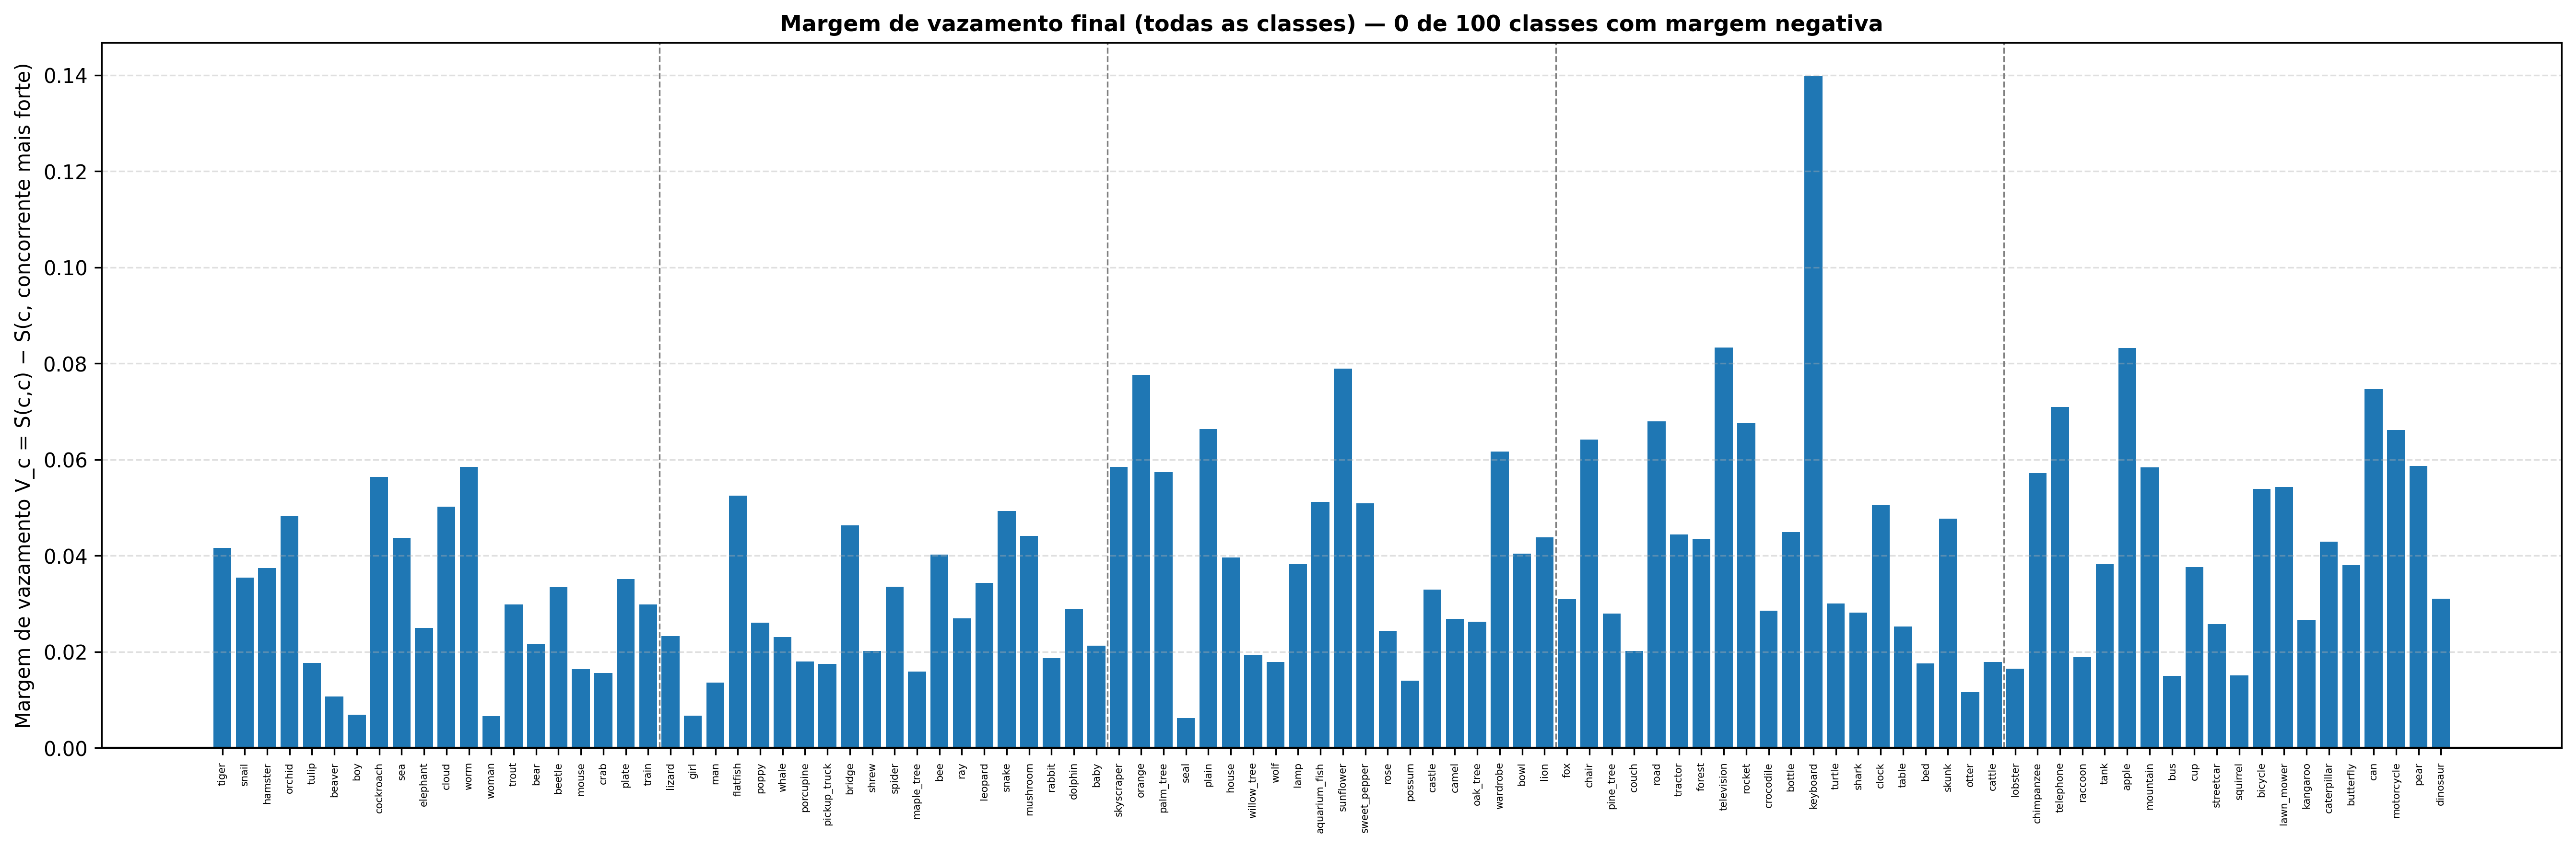 Margem de vazamento final (todas as classes) — 0 de 100 classes com margem negativa
Margem de vazamento V_c = S(c,c) − S(c, concorrente mais forte)
0.14
0.12
0.10
0.08
0.06
0.04
0.02
0.00
tiger
snail
hamster
orchid
tulip
beaver
boy
cockroach
sea
elephant
cloud
worm
woman
trout
bear
beetle
mouse
crab
plate
train
lizard
girl
man
flatfish
poppy
whale
porcupine
pickup_truck
bridge
shrew
spider
maple_tree
bee
ray
leopard
snake
mushroom
rabbit
dolphin
baby
skyscraper
orange
palm_tree
seal
plain
house
willow_tree
wolf
lamp
aquarium_fish
sunflower
sweet_pepper
rose
possum
castle
camel
oak_tree
wardrobe
bowl
lion
fox
chair
pine_tree
couch
road
tractor
forest
television
rocket
crocodile
bottle
keyboard
turtle
shark
clock
table
bed
skunk
otter
cattle
lobster
chimpanzee
telephone
raccoon
tank
apple
mountain
bus
cup
streetcar
squirrel
bicycle
lawn_mower
kangaroo
caterpillar
butterfly
can
motorcycle
pear
dinosaur